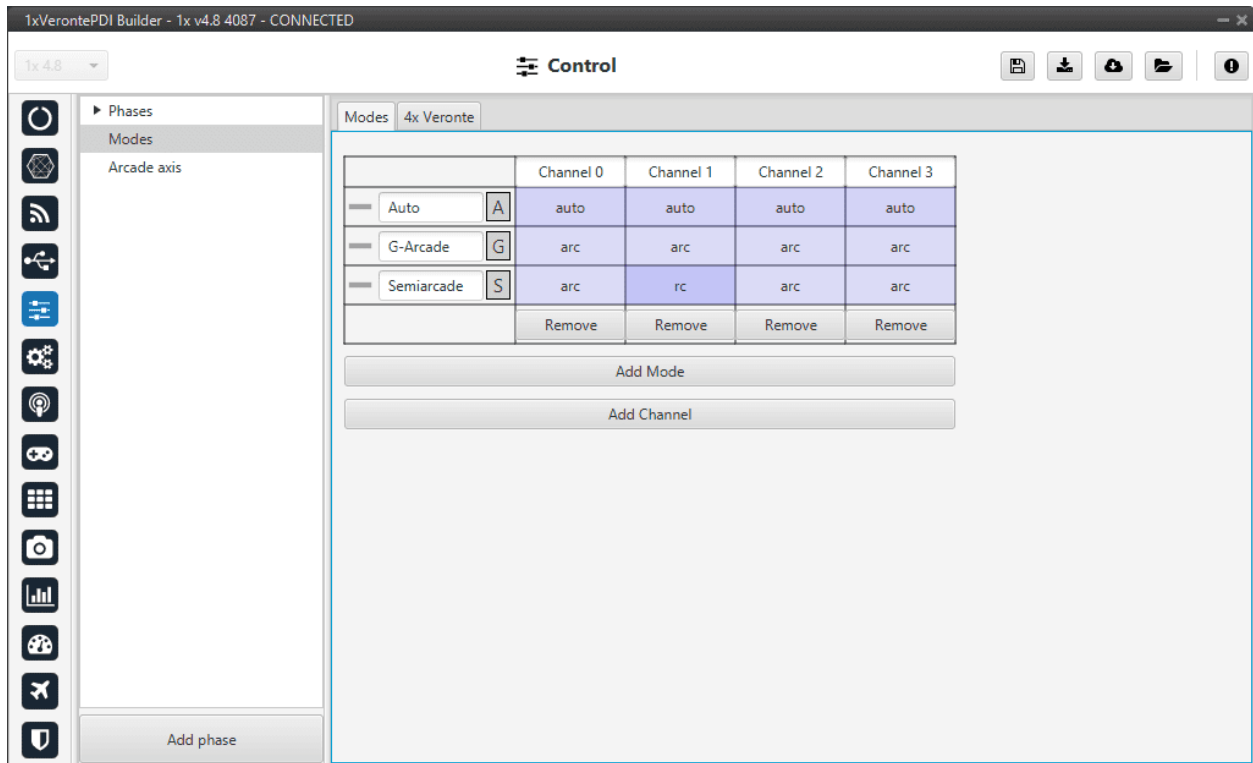 1xVerontePDI Builder - 1x v4.8 4087 - CONNECTED
1x 4.8
Control
Phases
Modes
Arcade axis
Add phase
Modes 4x Veronte
Channel 0 Channel 1 Channel 2 Channel 3
Auto A auto auto auto auto
G-Arcade G arc arc arc arc
Semiarcade S arc rc arc arc
Remove Remove Remove Remove
Add Mode
Add Channel